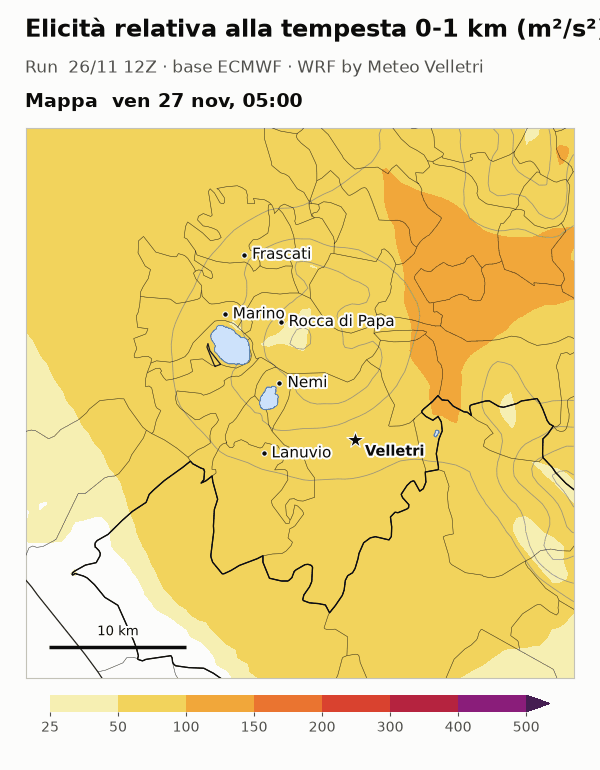 Elicità relativa alla tempesta 0-1 km (m²/s²)
Run  26/11 12Z · base ECMWF · WRF by Meteo Velletri
Mappa  ven 27 nov, 05:00
Frascati
Marino
Rocca di Papa
Nemi
Velletri
Lanuvio
10 km
25 50 100 150 200 300 400 500